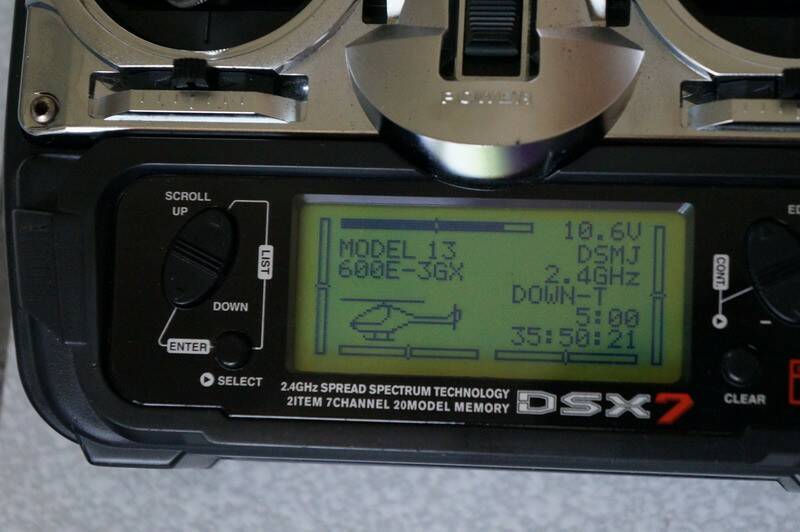 POWER
SCROLL
UP
LIST
DOWN
ENTER
SELECT
10.6V
MODEL 13
DSMJ
600E-3GX
2.4GHz
DOWN-T
5:00
35:50:21
CONT.
CLEAR
2.4GHz SPREAD SPECTRUM TECHNOLOGY
2ITEM 7CHANNEL 20MODEL MEMORY
DSX7